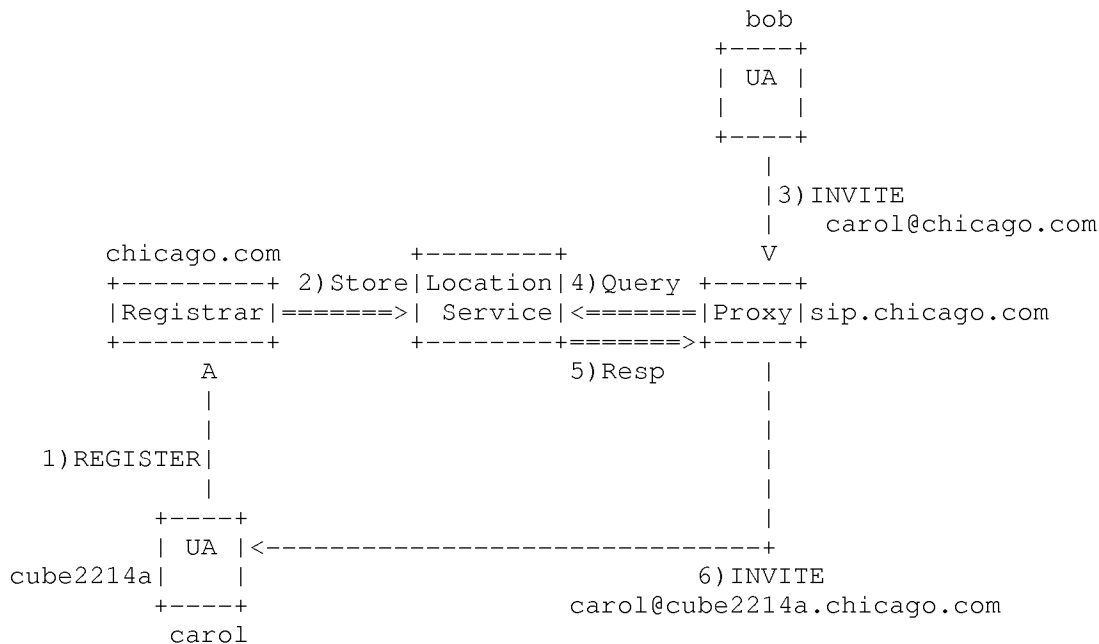 bob
+-----+
| UA |
| |
+-----+
|
|3)INVITE
| carol@chicago.com
chicago.com +--------+ V
+---------+ 2)Store|Location|4)Query +-----+
|Registrar|=======>| Service|<=======|Proxy|sip.chicago.com
+---------+ +--------+=======>+-----+
A 5)Resp |
| |
| |
1)REGISTER| |
| |
+----+ |
| UA |<-------------------------------+
cube2214a| | 6)INVITE
+----+ carol@cube2214a.chicago.com
carol